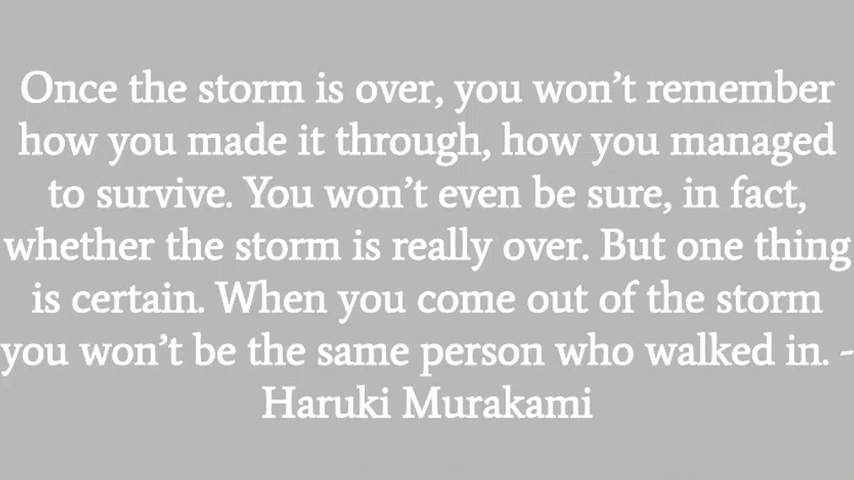 Once the storm is over, you won’t remember
how you made it through, how you managed
to survive. You won’t even be sure, in fact,
whether the storm is really over. But one thing
is certain. When you come out of the storm
you won’t be the same person who walked in. -
Haruki Murakami